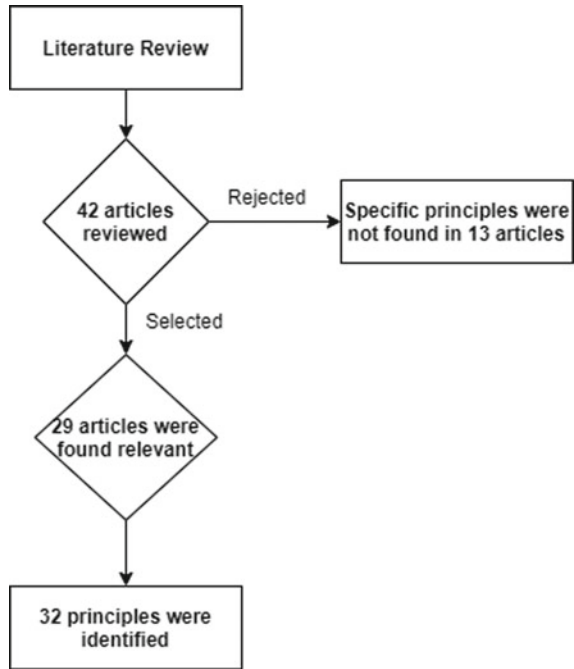 Literature Review
42 articles
reviewed
Rejected
Specific principles were
not found in 13 articles
Selected
29 articles were
found relevant
32 principles were
identified